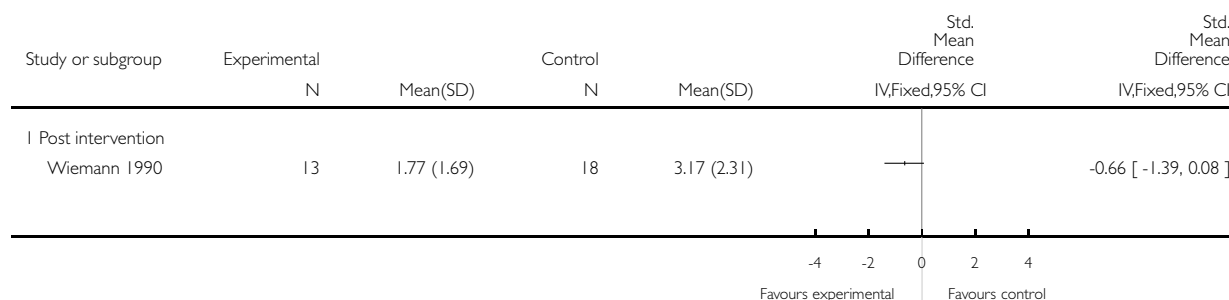 Std. Mean Difference Std. Mean Difference
Study or subgroup Experimental Control
N Mean(SD) N Mean(SD) IV,Fixed,95% CI IV,Fixed,95% CI
1 Post intervention
Wiemann 1990 13 1.77 (1.69) 18 3.17 (2.31) -0.66 [ -1.39, 0.08 ]
-4 -2 0 2 4
Favours experimental Favours control